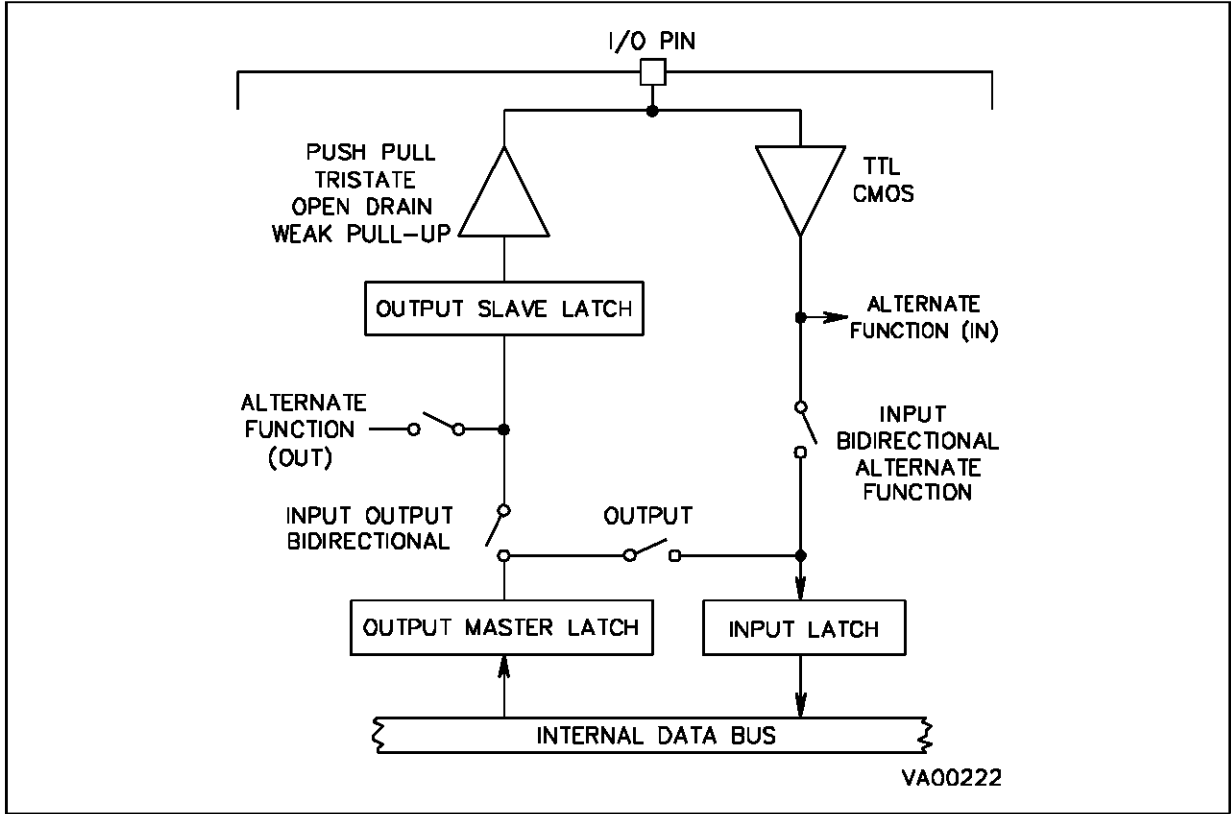 I/O PIN
PUSH PULL
TRISTATE
OPEN DRAIN
WEAK PULL-UP
TTL
CMOS
OUTPUT SLAVE LATCH
ALTERNATE
FUNCTION (IN)
ALTERNATE
FUNCTION
(OUT)
INPUT
BIDIRECTIONAL
ALTERNATE
FUNCTION
INPUT OUTPUT
BIDIRECTIONAL
OUTPUT
OUTPUT MASTER LATCH
INPUT LATCH
INTERNAL DATA BUS
VA00222